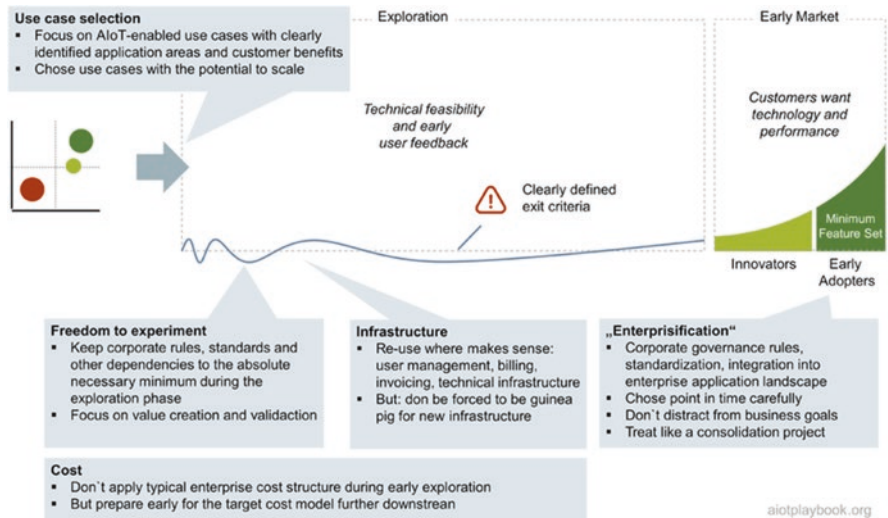 Use case selection
▪ Focus on AIoT-enabled use cases with clearly
identified application areas and customer benefits
▪ Chose use cases with the potential to scale
Exploration
Early Market
Technical feasibility
and early
user feedback
Customers want
technology and
performance
Clearly defined
exit criteria
Minimum
Feature Set
Innovators
Early
Adopters
Freedom to experiment
▪ Keep corporate rules, standards and
other dependencies to the absolute
necessary minimum during the
exploration phase
▪ Focus on value creation and validaction
Infrastructure
▪ Re-use where makes sense:
user management, billing,
invoicing, technical infrastructure
▪ But: don be forced to be guinea
pig for new infrastructure
„Enterprisification“
▪ Corporate governance rules,
standardization, integration into
enterprise application landscape
▪ Chose point in time carefully
▪ Don`t distract from business goals
▪ Treat like a consolidation project
Cost
▪ Don`t apply typical enterprise cost structure during early exploration
▪ But prepare early for the target cost model further downstrean
aiotplaybook.org